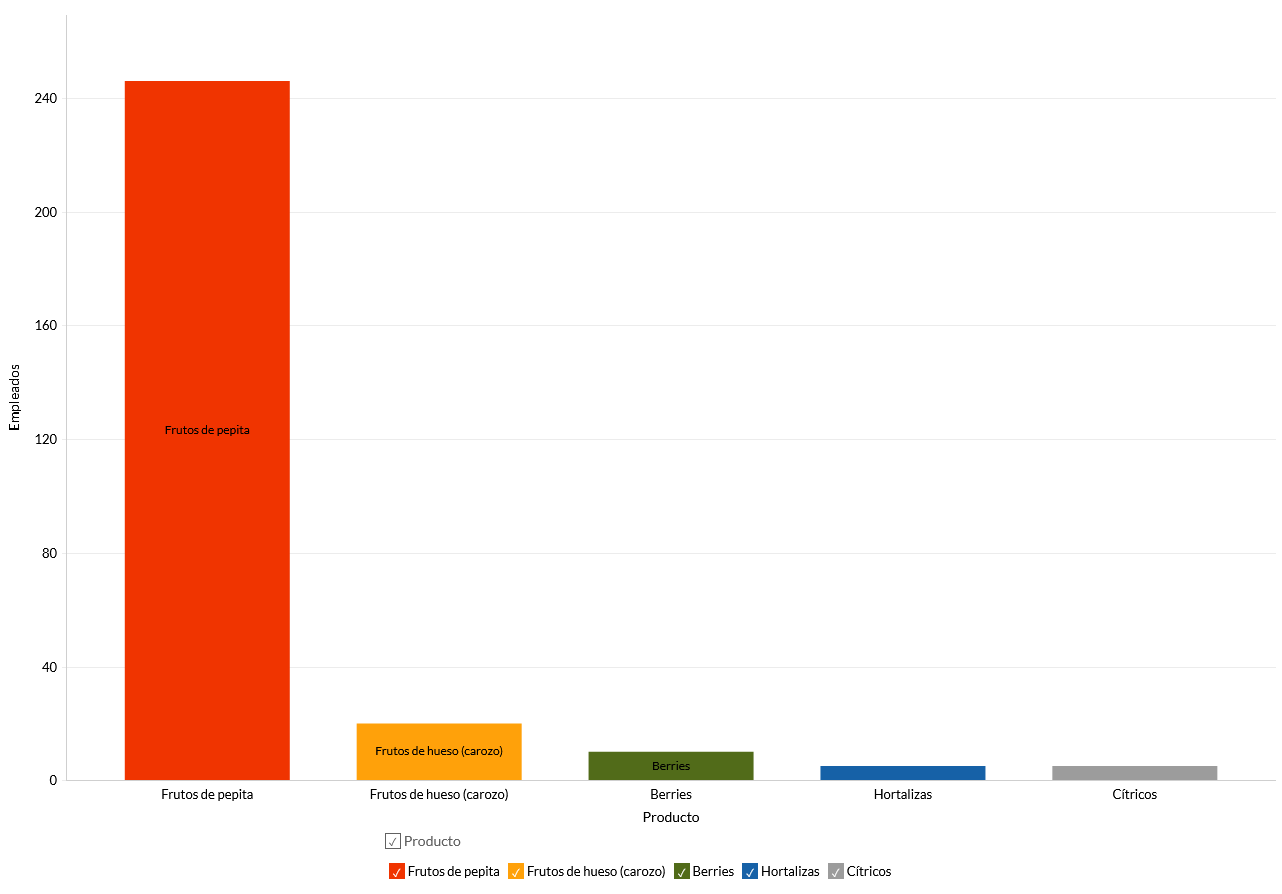 240
200
160
120
80
40
0
Empleados
Frutos de pepita
Frutos de hueso (carozo)
Berries
Frutos de pepita Frutos de hueso (carozo) Berries Hortalizas Cítricos
Producto
Producto
Frutos de pepita Frutos de hueso (carozo) Berries Hortalizas Cítricos